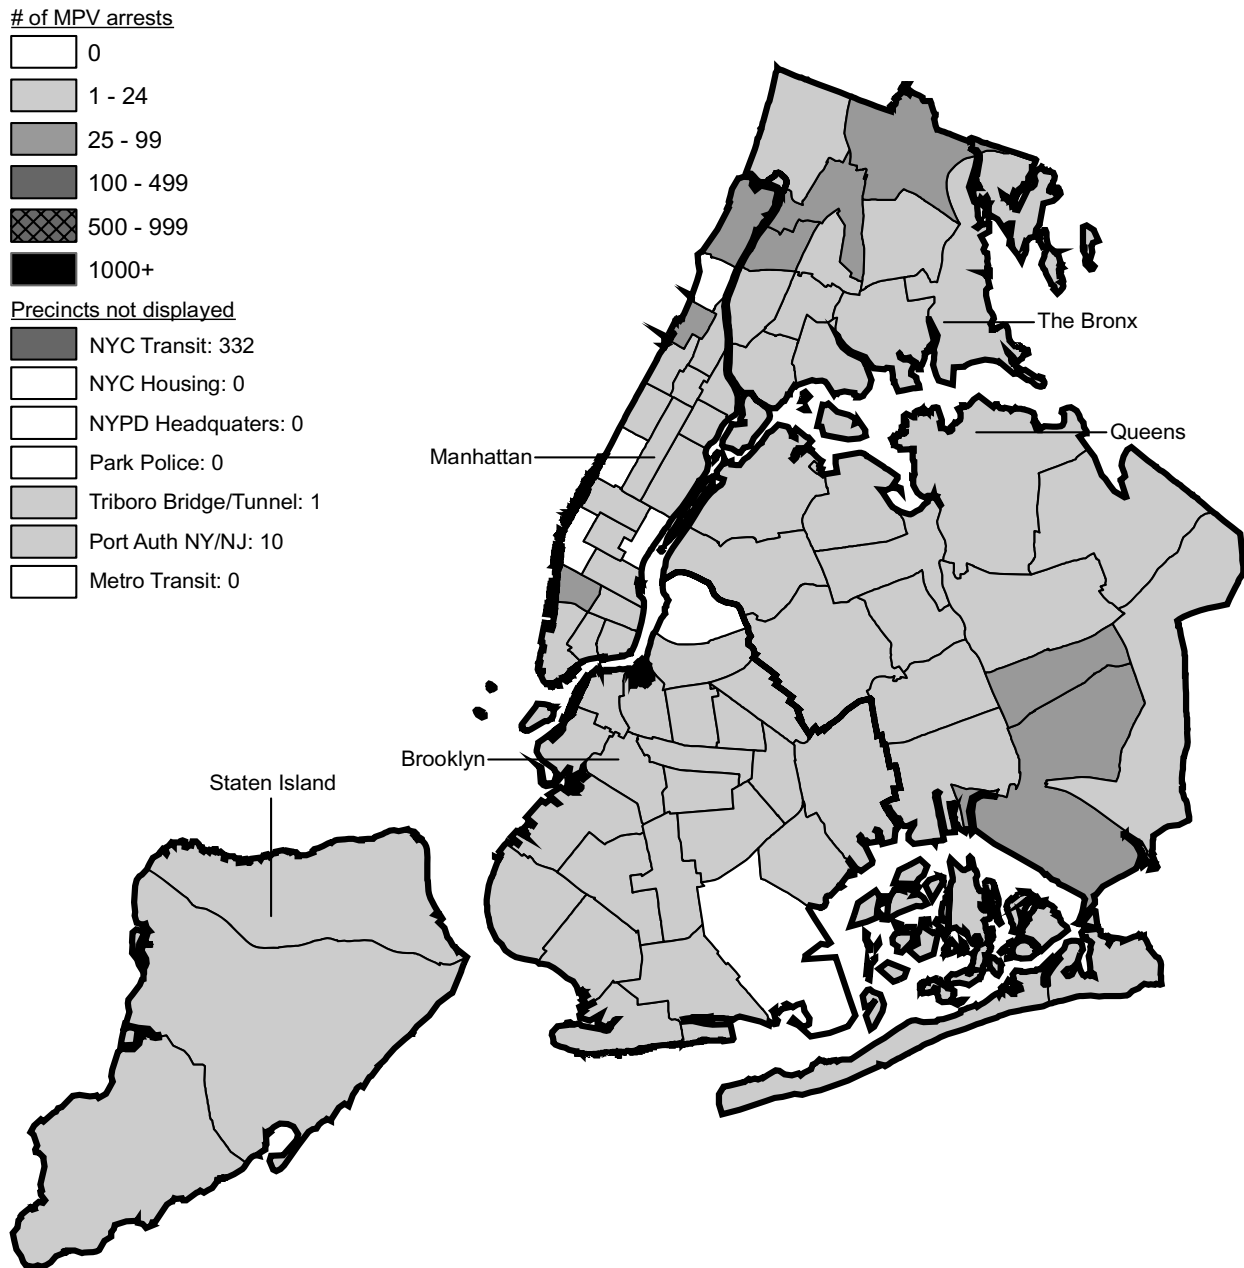 # of MPV arrests
0
1 - 24
25 - 99
100 - 499
500 - 999
1000+
Precincts not displayed
NYC Transit: 332
NYC Housing: 0
NYPD Headquaters: 0
Park Police: 0
Triboro Bridge/Tunnel: 1
Port Auth NY/NJ: 10
Metro Transit: 0
The Bronx
Queens
Manhattan
Brooklyn
Staten Island